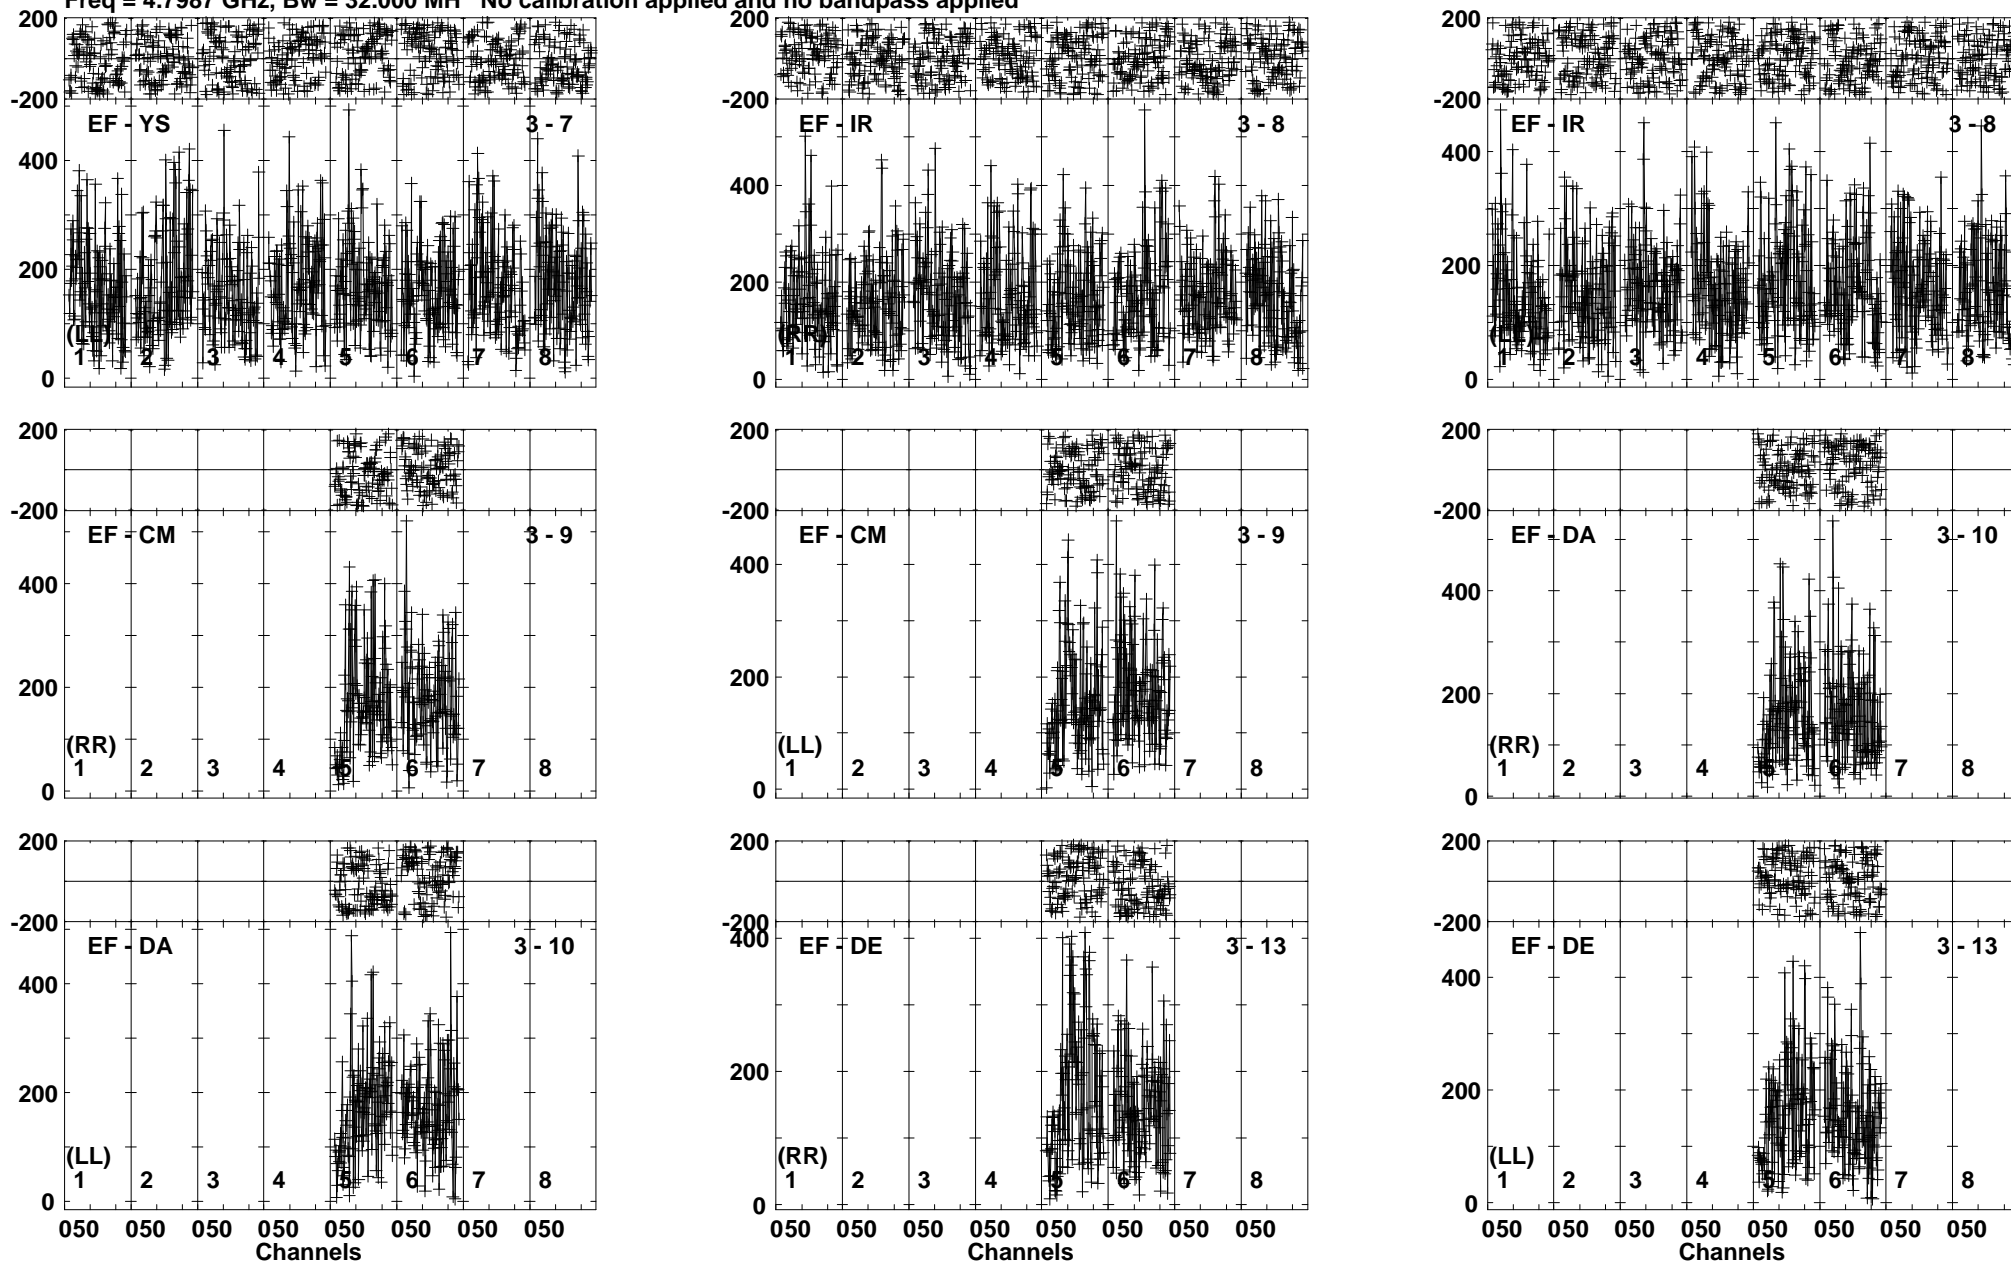 Freq = 4.7987 GHz, Bw = 32.000 MH No calibration applied and no bandpass applied
200 200 200
-200 -200 -200
EF - YS 3 - 7 EF - IR 3 - 8 EF - IR 3 - 8
400 400 400
200 200 200
(LL) (RR) (LL)
1 2 3 4 5 6 7 8 1 2 3 4 5 6 7 8 1 2 3 4 5 6 7 8
0 0 0
200 200 200
-200 -200 -200
EF - CM 3 - 9 EF - CM 3 - 9 EF - DA 3 - 10
400 400 400
200 200 200
(RR) (LL) (RR)
1 2 3 4 5 6 7 8 1 2 3 4 5 6 7 8 1 2 3 4 5 6 7 8
0 0 0
200 200 200
-200 -200 -200
EF - DA 3 - 10 EF - DE 3 - 13 EF - DE 3 - 13
400 400 400
200 200 200
(LL) (RR) (LL)
1 2 3 4 5 6 7 8 1 2 3 4 5 6 7 8 1 2 3 4 5 6 7 8
0 0 0
050 050 050 050 050 050 050 050 050 050 050 050 050 050 050 050 050 050 050 050 050 050 050 050
Channels Channels Channels